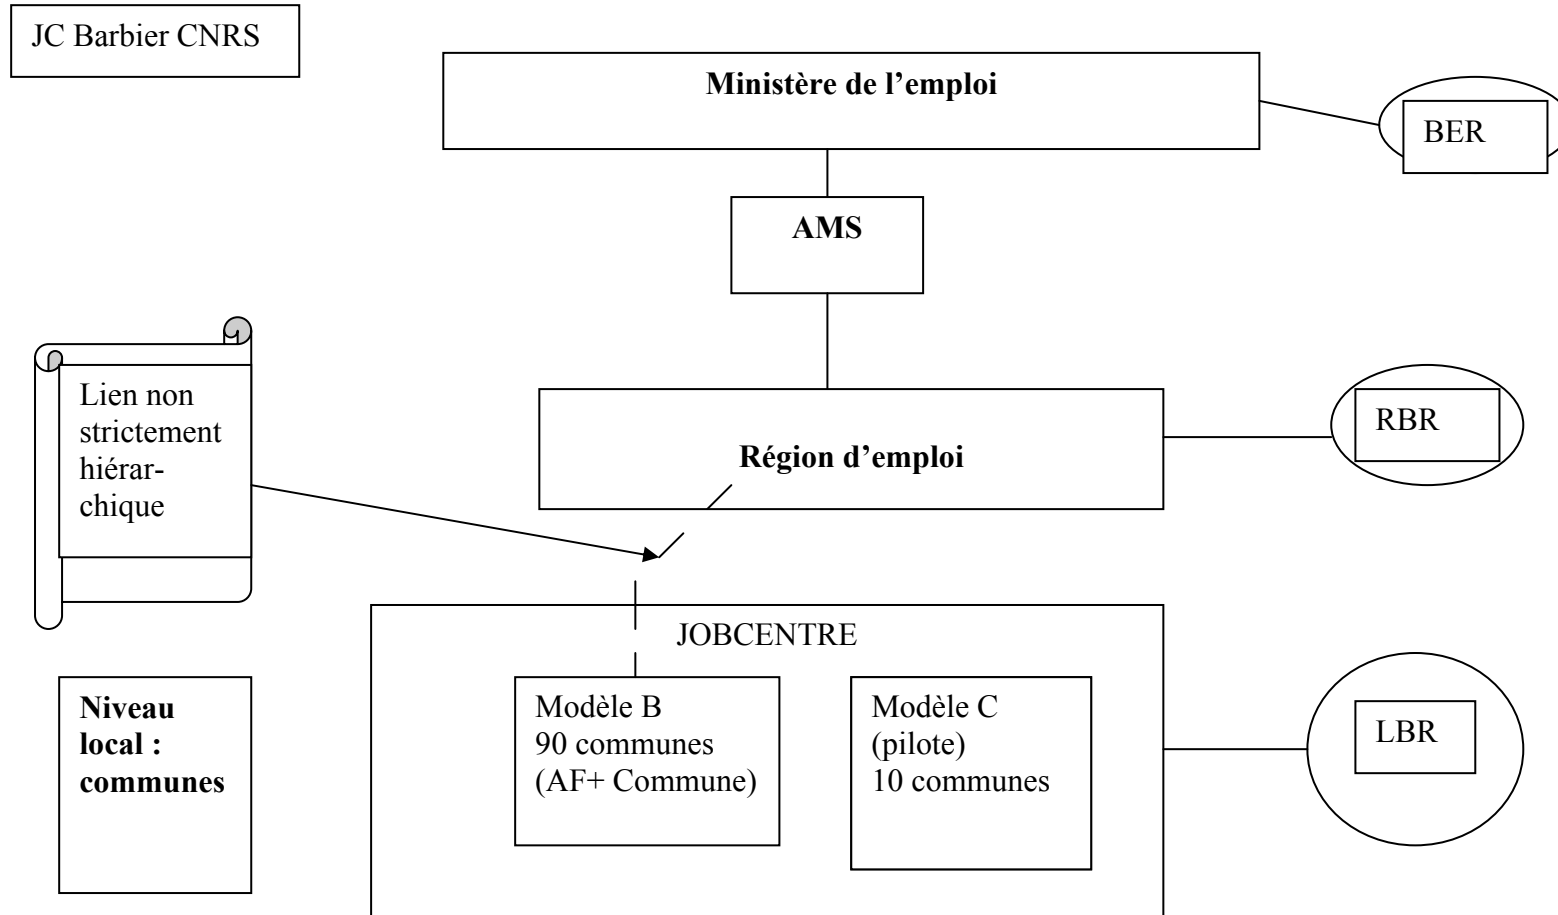 JC Barbier CNRS
Ministère de l’emploi
BER
AMS
Lien non
strictement
hiérar-
chique
Région d’emploi
RBR
JOBCENTRE
Niveau
local :
communes
Modèle B
90 communes
(AF+ Commune)
Modèle C
(pilote)
10 communes
LBR